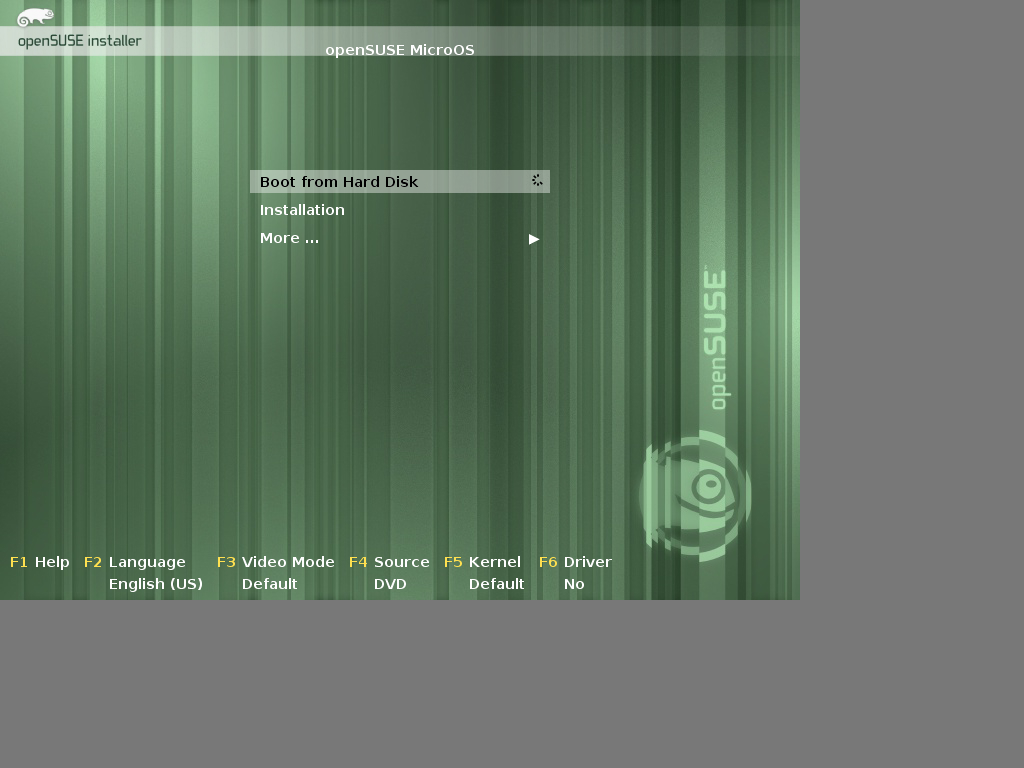 openSUSE installer
openSUSE MicroOS
Boot from Hard Disk
Installation
More ...
openSUSE
F1 Help F2 Language F3 Video Mode F4 Source F5 Kernel F6 Driver
English (US) Default DVD Default No